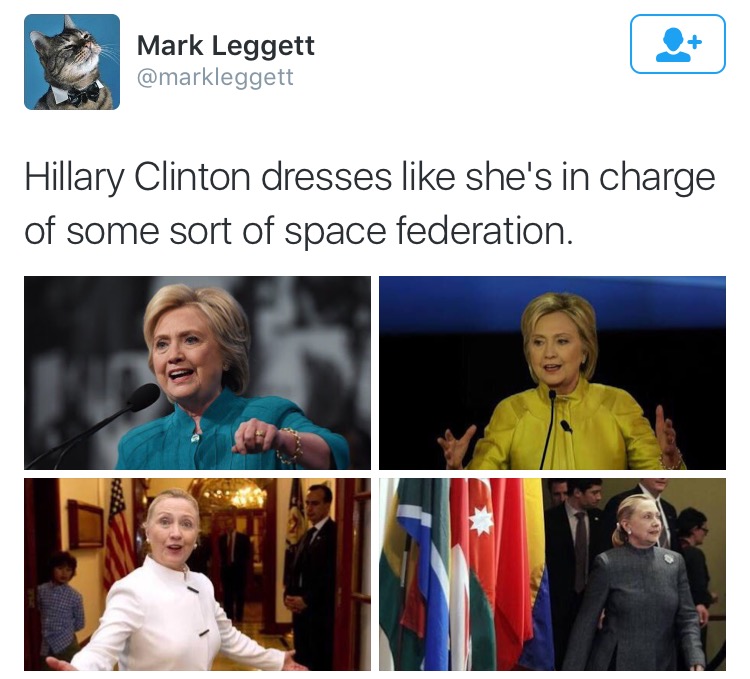 Mark Leggett
@markleggett
Hillary Clinton dresses like she's in charge
of some sort of space federation.